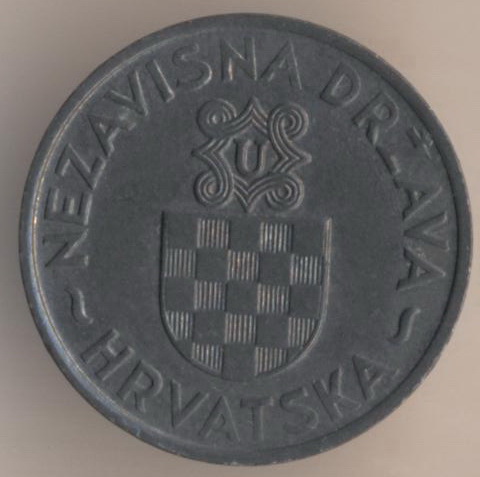 NEZAVISNA DRŽAVA
U
~ HRVATSKA ~